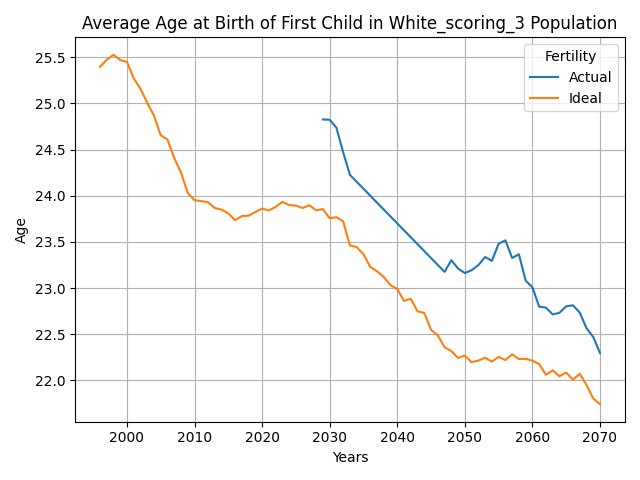 Average Age at Birth of First Child in White_scoring_3 Population
Fertility
Actual
Ideal
Age
25.5
25.0
24.5
24.0
23.5
23.0
22.5
22.0
2000 2010 2020 2030 2040 2050 2060 2070
Years